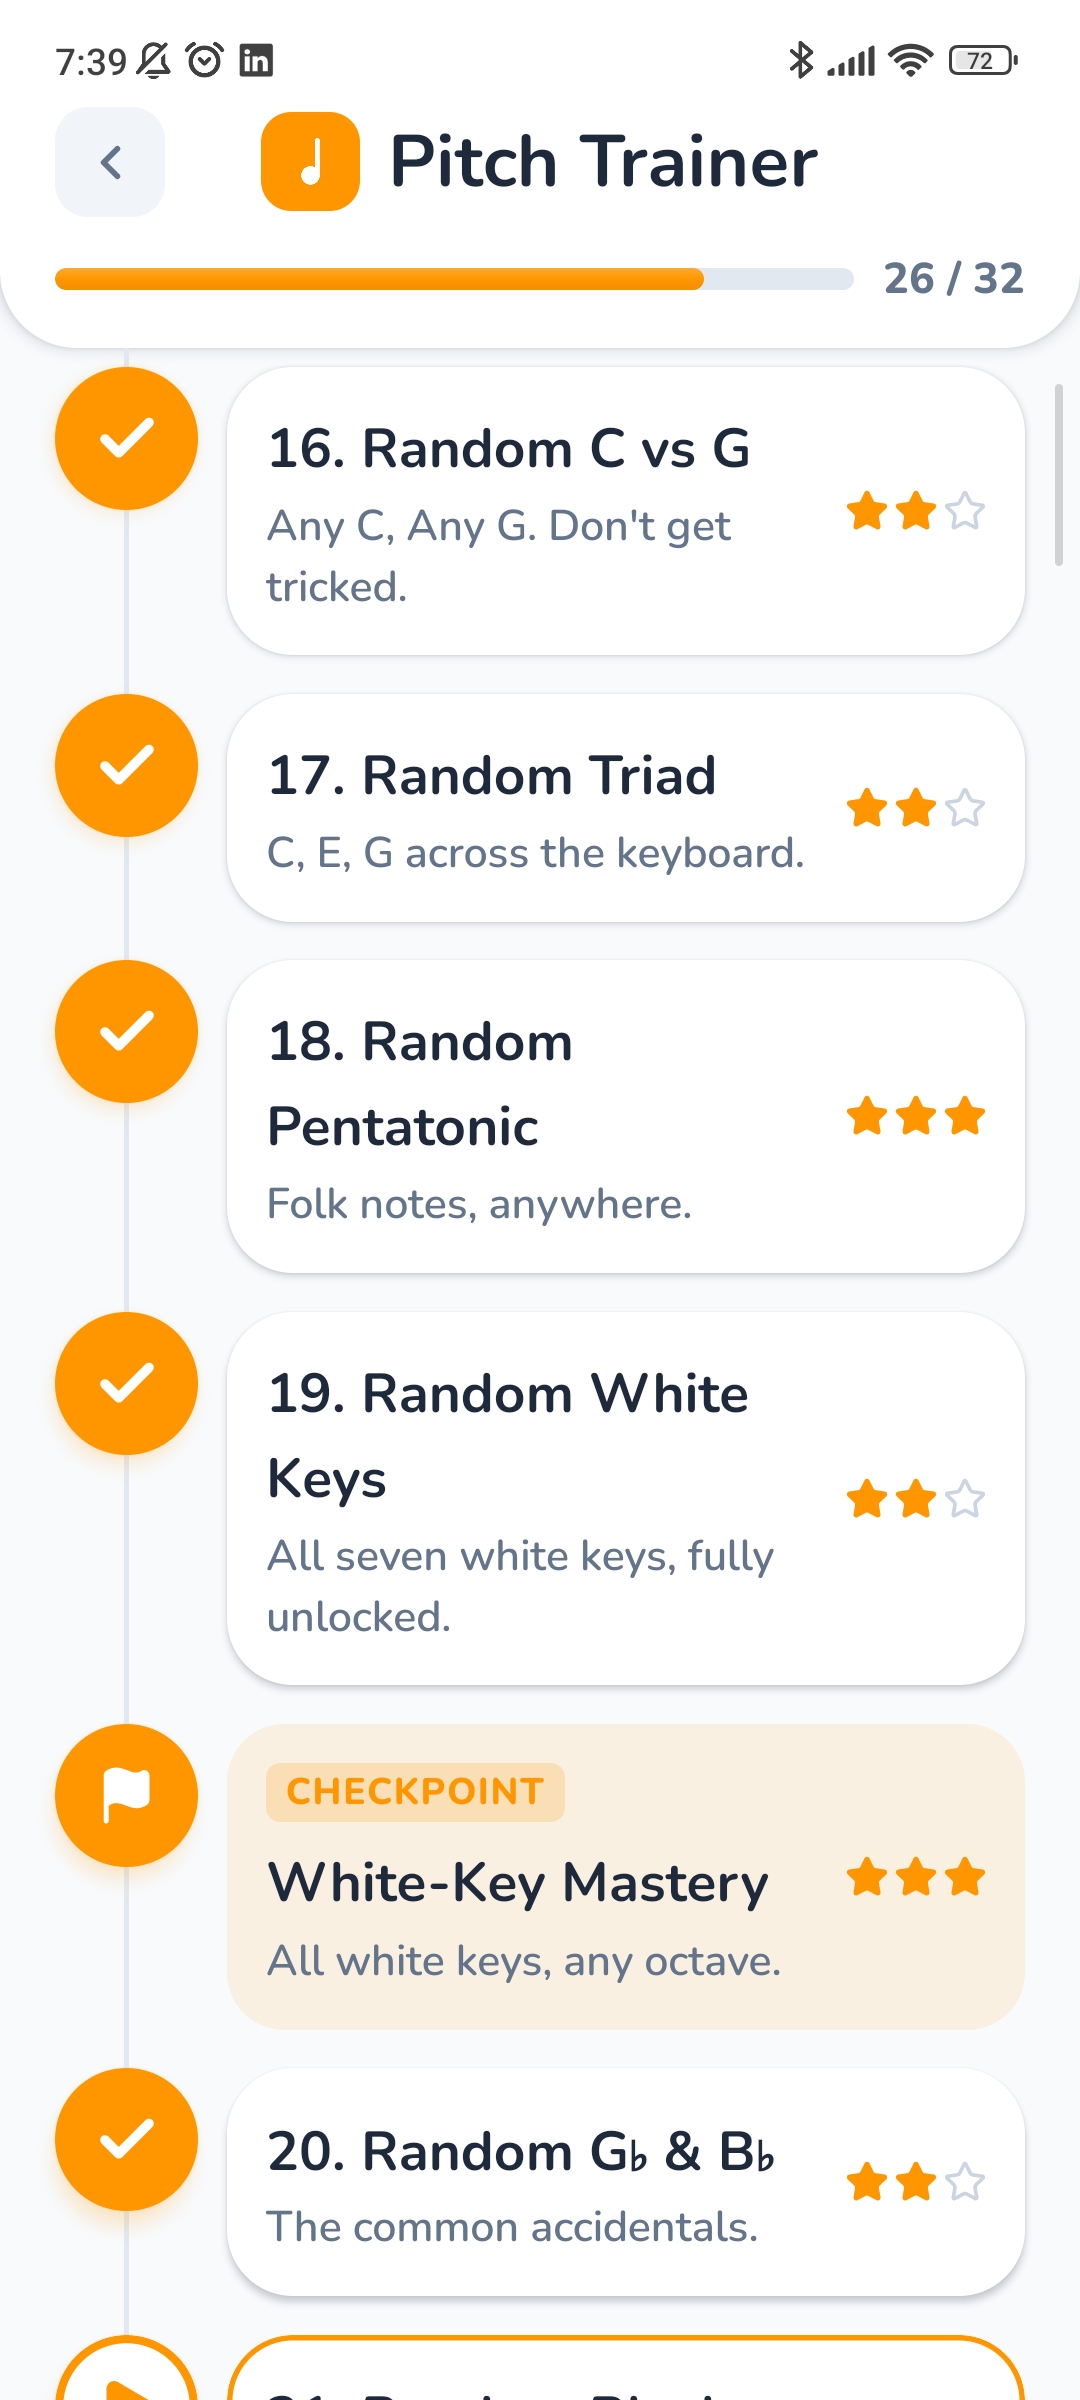 7:39
72
Pitch Trainer
26 / 32
16. Random C vs G
Any C, Any G. Don't get
tricked.
17. Random Triad
C, E, G across the keyboard.
18. Random
Pentatonic
Folk notes, anywhere.
19. Random White
Keys
All seven white keys, fully
unlocked.
CHECKPOINT
White-Key Mastery
All white keys, any octave.
20. Random G♭ & B♭
The common accidentals.